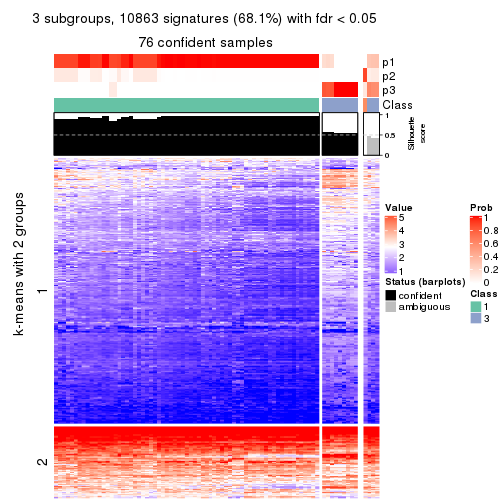 3 subgroups, 10863 signatures (68.1%) with fdr < 0.05
76 confident samples
p1
p2
p3
Class
1
0.5
0
Silhouette
score
k-means with 2 groups
1
2
Value
5
4
3
2
1
Status (barplots)
confident
ambiguous
Prob
1
0.8
0.6
0.4
0.2
0
Class
1
3